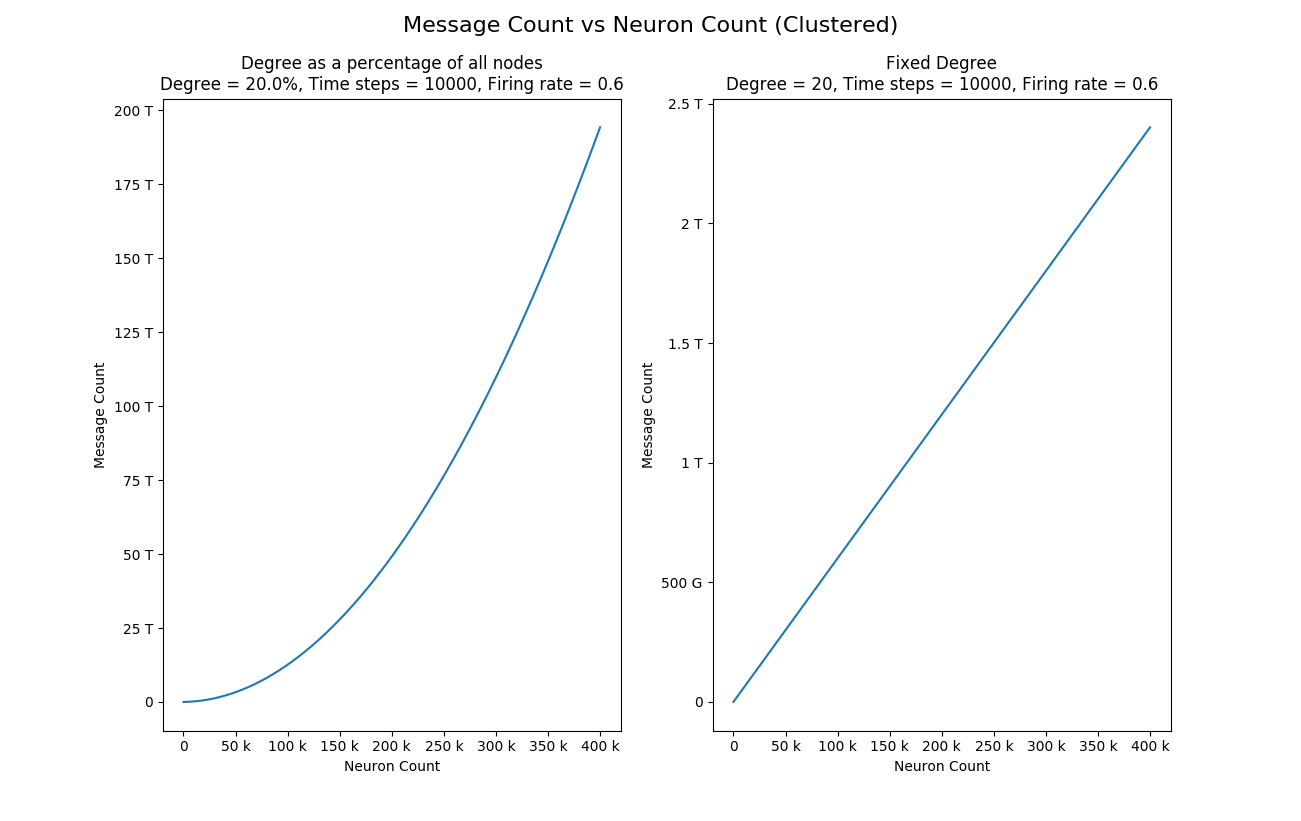 Message Count vs Neuron Count (Clustered)
Degree as a percentage of all nodes
Degree = 20.0%, Time steps = 10000, Firing rate = 0.6
200 T
175 T
150 T
125 T
100 T
75 T
50 T
25 T
0
Message Count
0 50 k 100 k 150 k 200 k 250 k 300 k 350 k 400 k
Neuron Count
Fixed Degree
Degree = 20, Time steps = 10000, Firing rate = 0.6
2.5 T
2 T
1.5 T
1 T
500 G
0
Message Count
0 50 k 100 k 150 k 200 k 250 k 300 k 350 k 400 k
Neuron Count